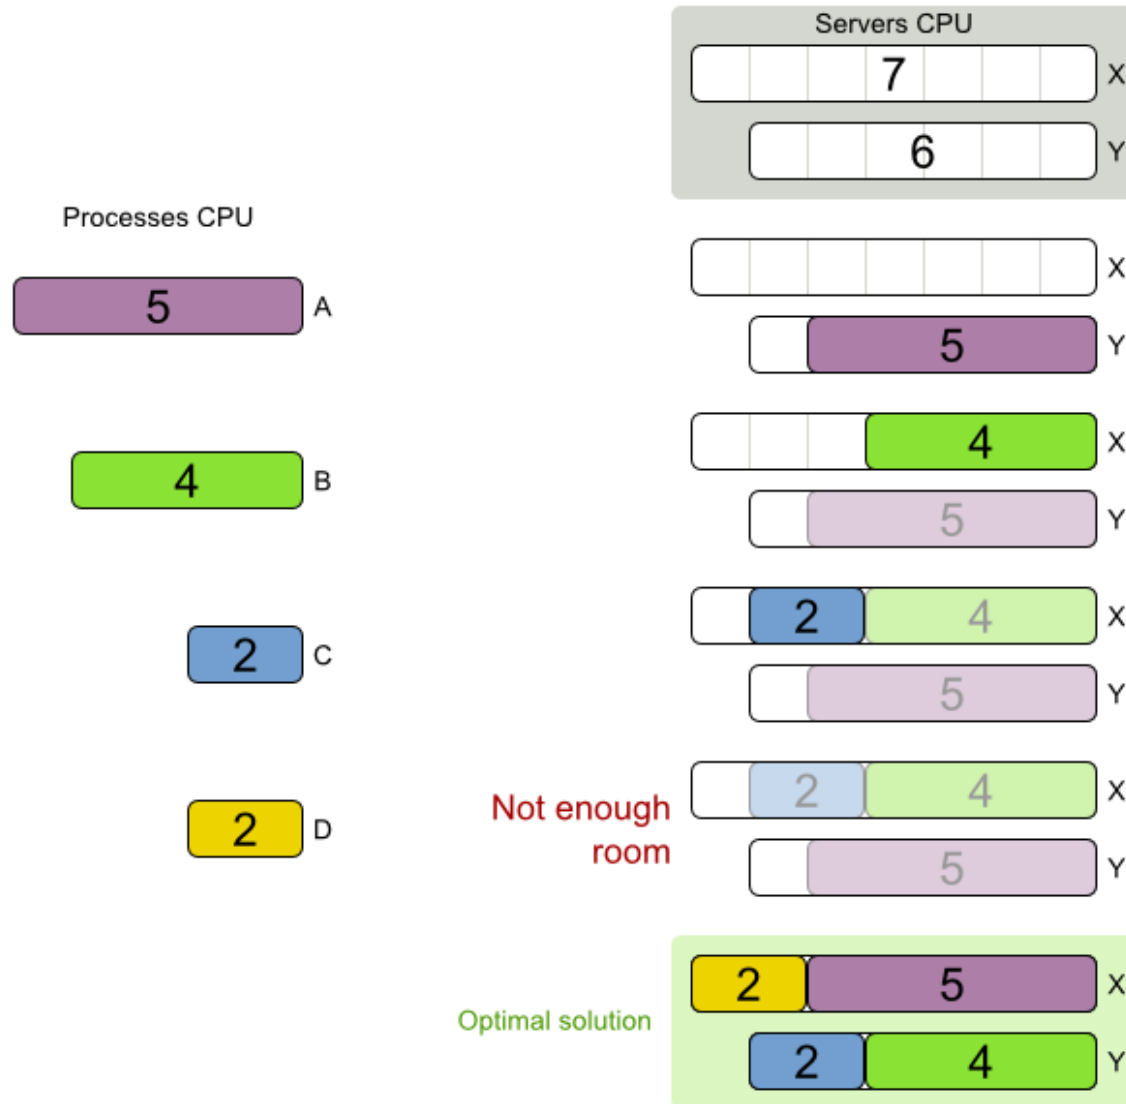 Servers CPU
7 X
6 Y
Processes CPU
X
5 A
5 Y
4 X
4 B
5 Y
2 4 X
2 C
5 Y
2 4 X
Not enough
room
2 D
5 Y
2 5 X
Optimal solution
2 4 Y